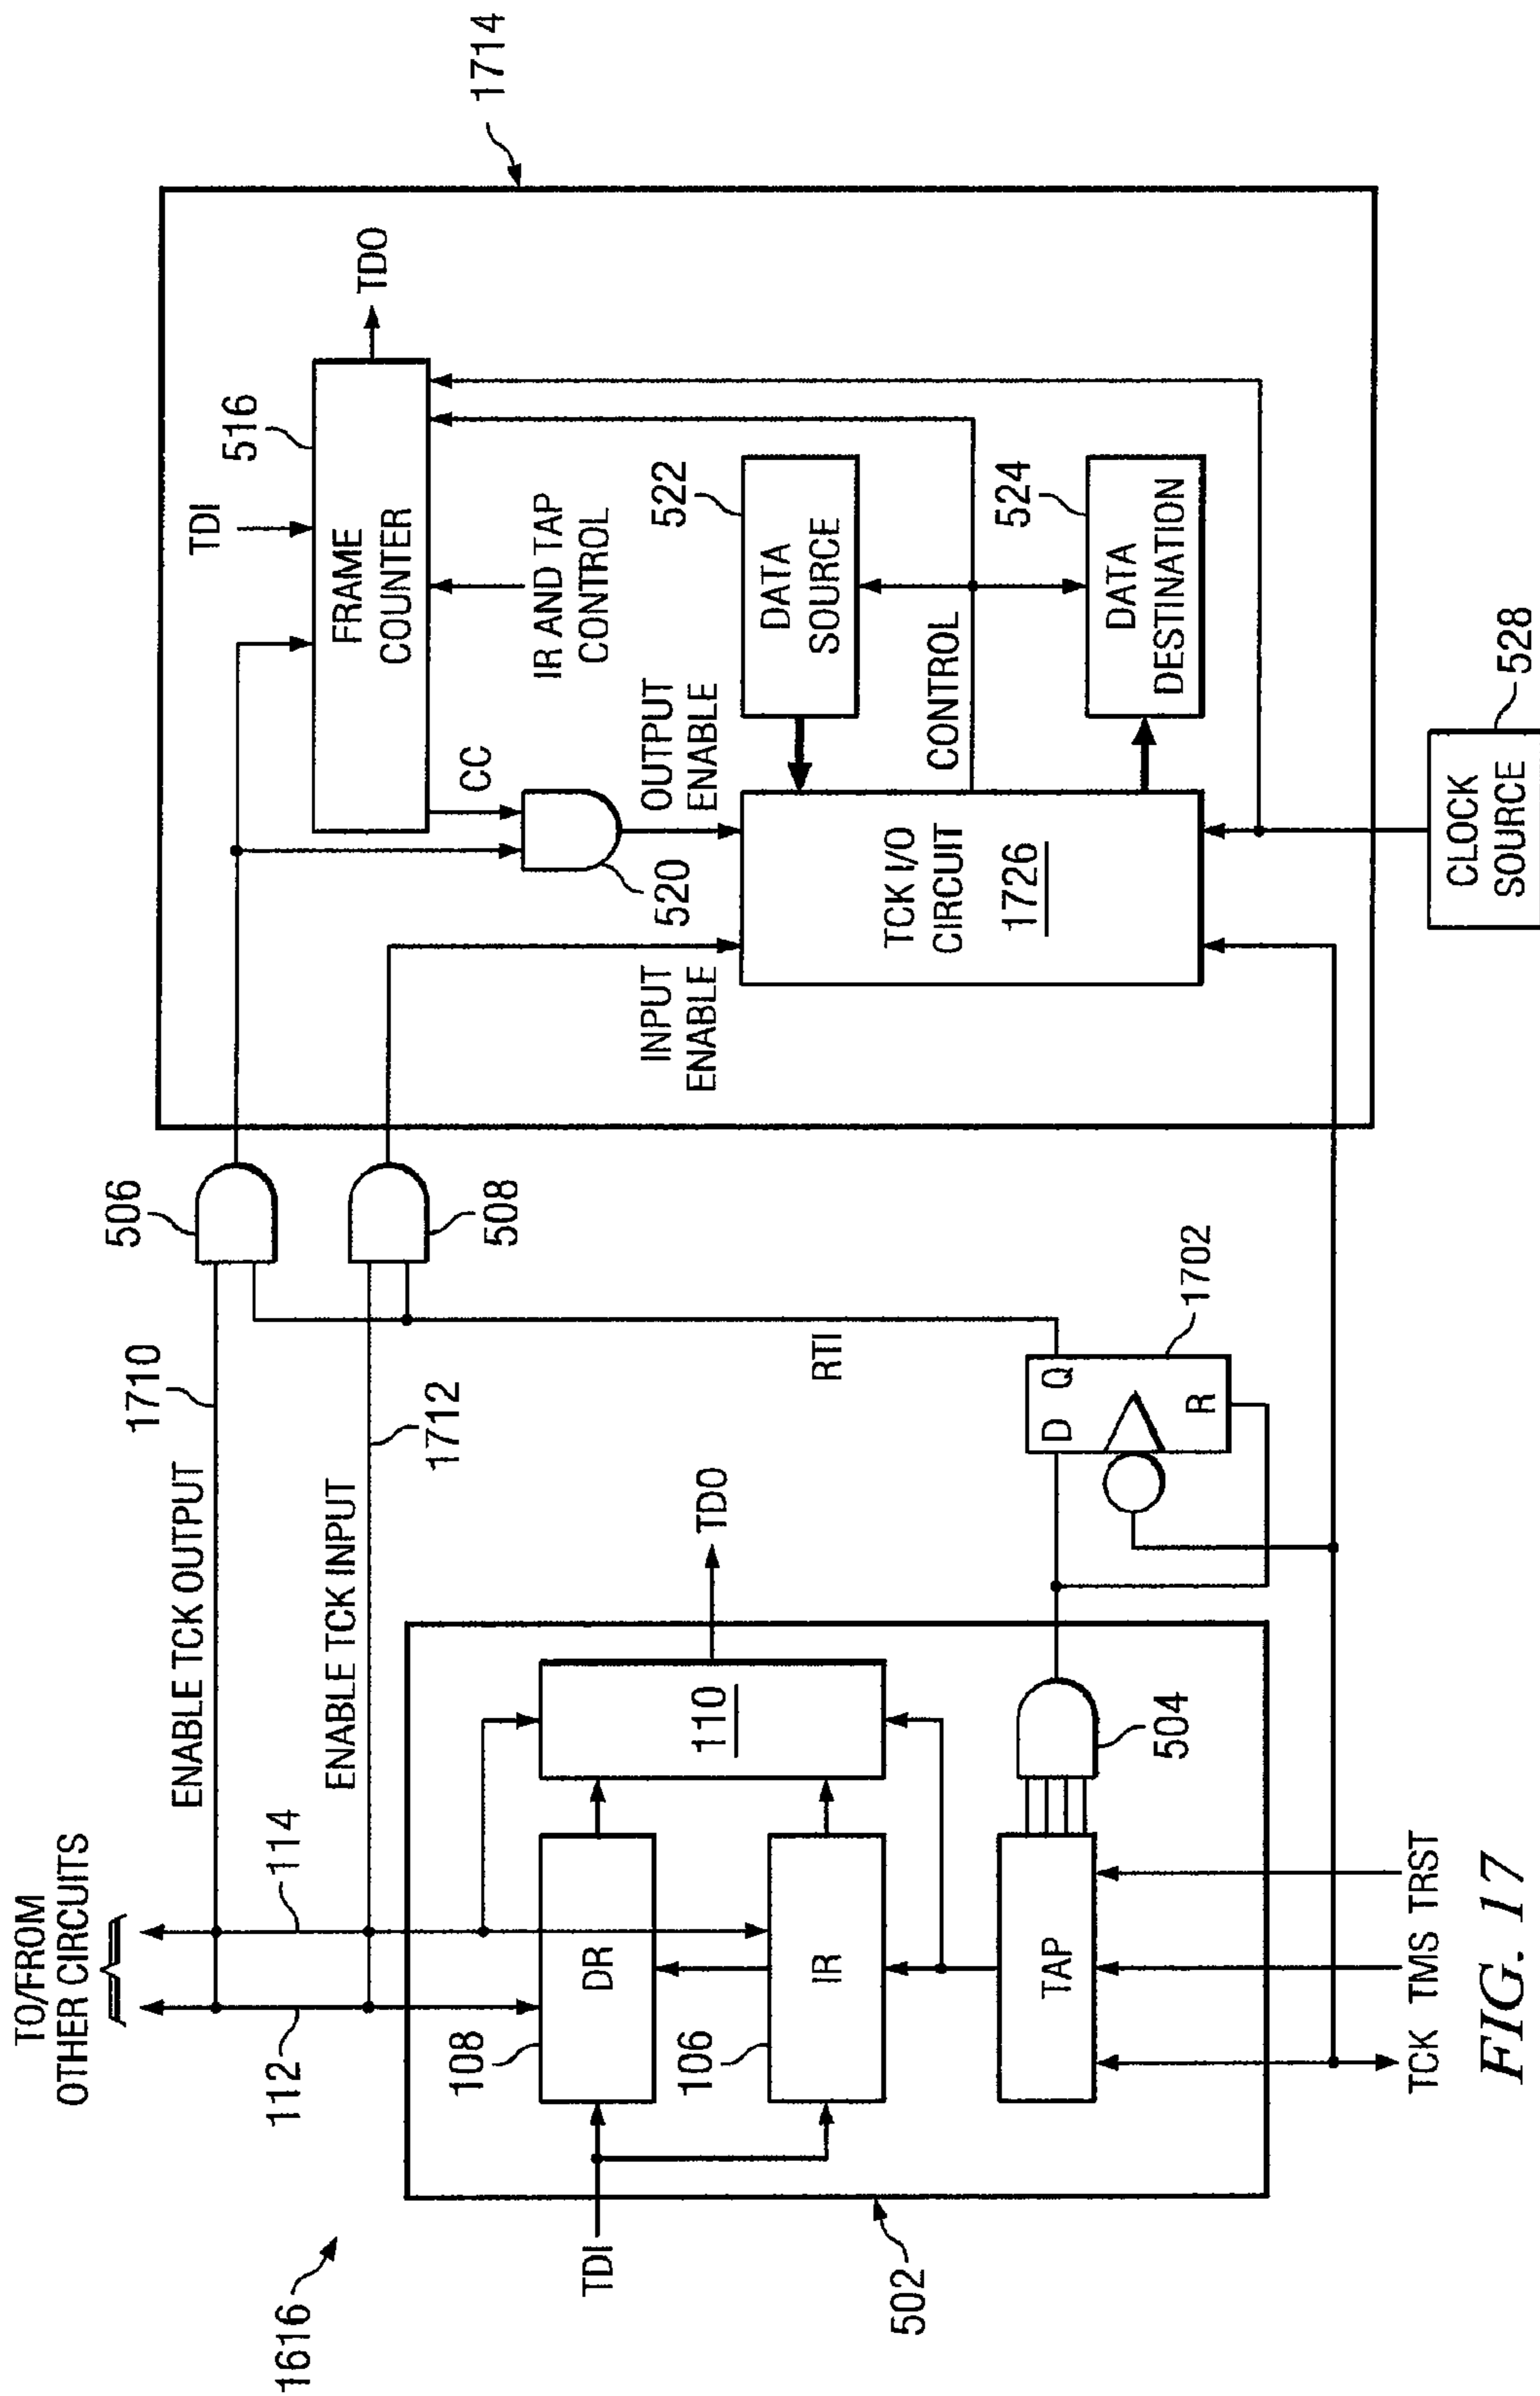 TO/FROM
OTHER CIRCUITS
1616
112
114
ENABLE TCK OUTPUT
1710
506
ENABLE TCK INPUT
1712
508
TDI
502
108
DR
106
IR
110
TDO
TAP
504
TCK
TMS
TRST
D
Q
R
1702
RTI
1714
TDI
516
FRAME
COUNTER
TDO
IR AND TAP
CONTROL
CC
520
INPUT
ENABLE
OUTPUT
ENABLE
TCK I/O
CIRCUIT
1726
522
DATA
SOURCE
CONTROL
524
DATA
DESTINATION
CLOCK
SOURCE
528
FIG. 17